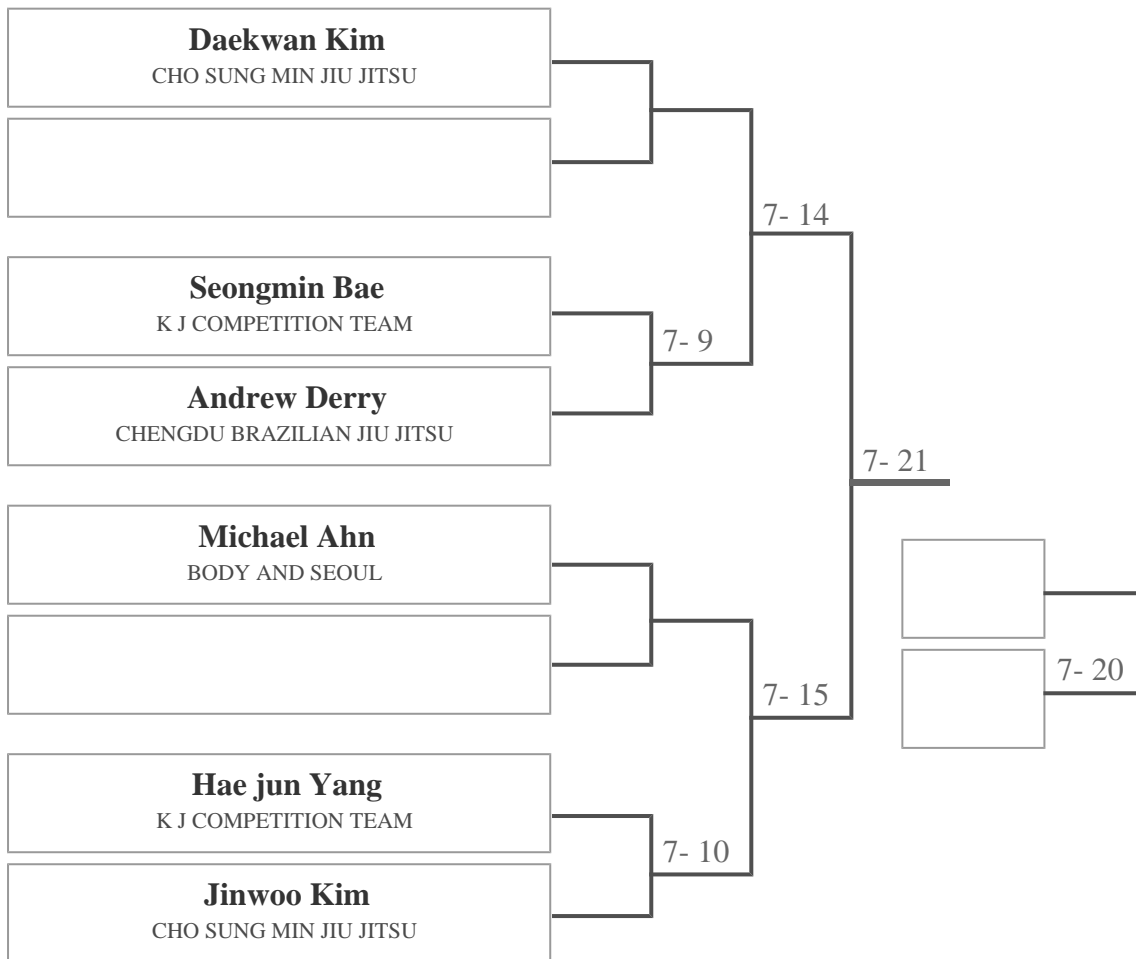 Daekwan Kim
CHO SUNG MIN JIU JITSU
7- 14
Seongmin Bae
K J COMPETITION TEAM
7- 9
Andrew Derry
CHENGDU BRAZILIAN JIU JITSU
7- 21
Michael Ahn
BODY AND SEOUL
7- 20
7- 15
Hae jun Yang
K J COMPETITION TEAM
7- 10
Jinwoo Kim
CHO SUNG MIN JIU JITSU